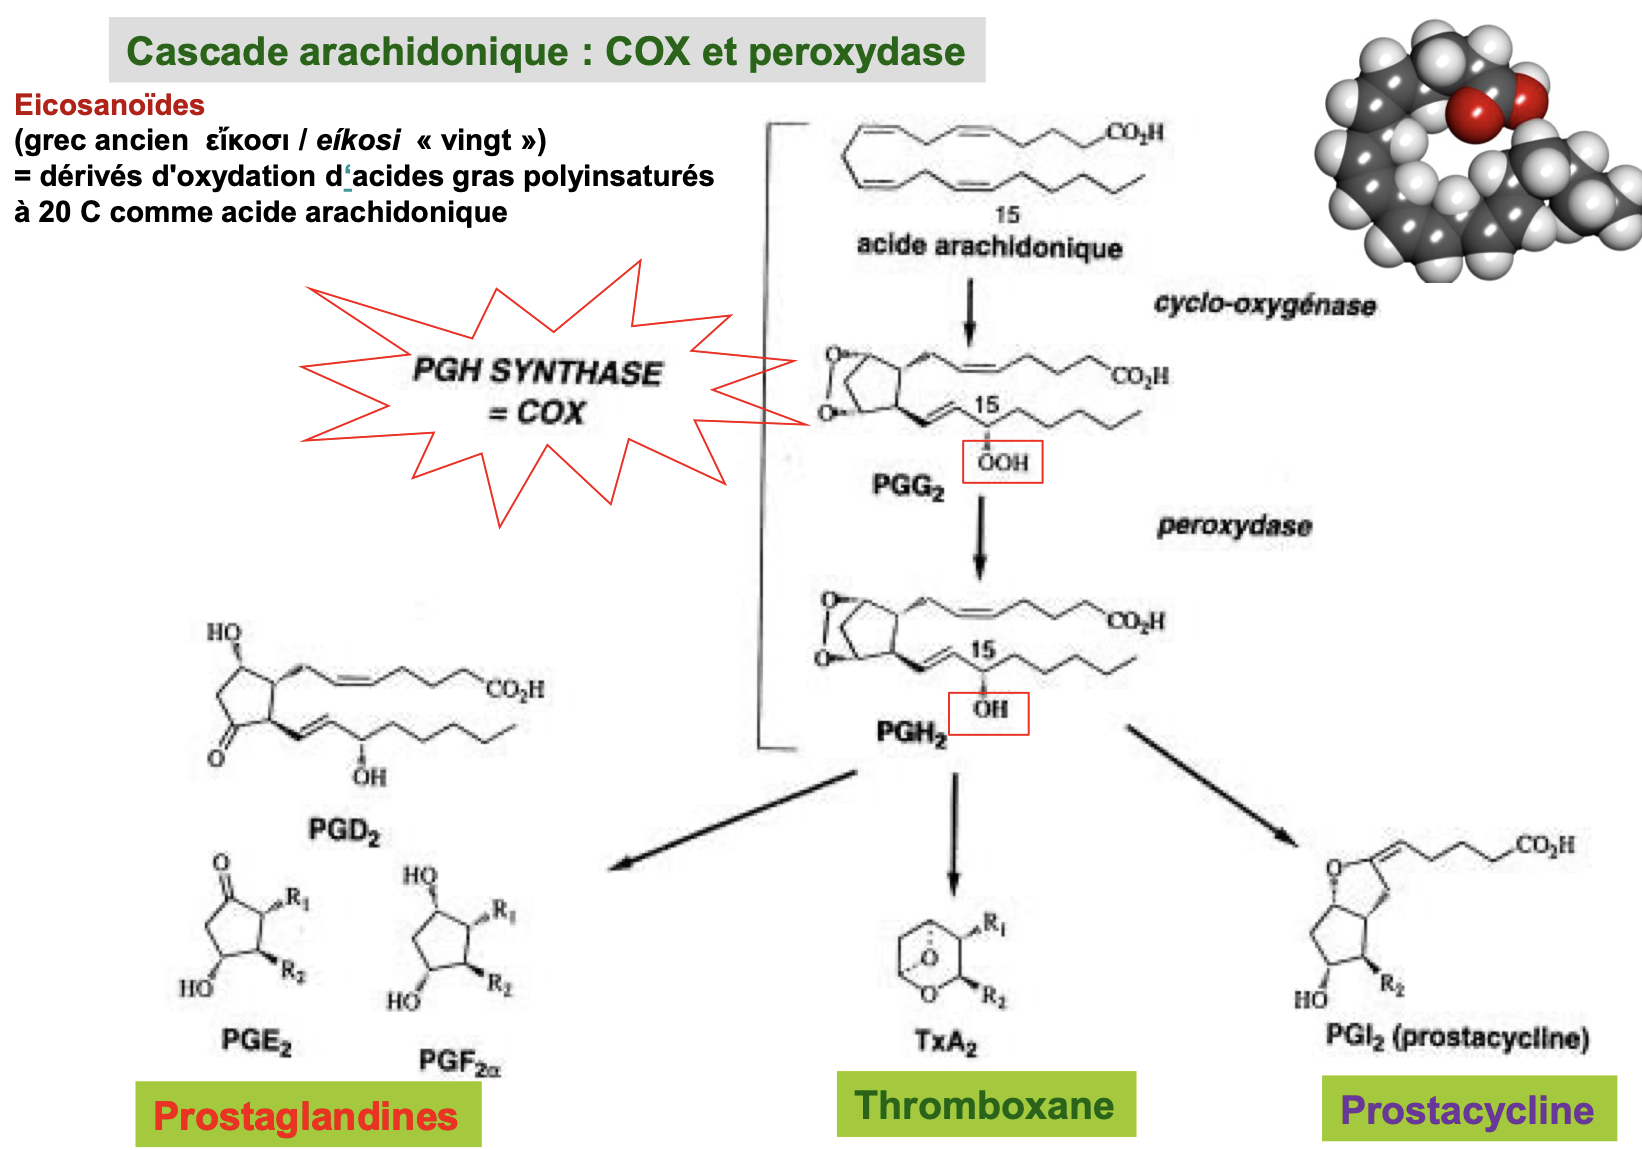 Cascade arachidonique : COX et peroxydase
Eicosanoïdes
(grec ancien εἴκοσι / eíkosi « vingt »)
= dérivés d'oxydation d‘acides gras polyinsaturés
à 20 C comme acide arachidonique
CO₂H
15
acide arachidonique
cyclo-oxygénase
PGH SYNTHASE
= COX
O
O
CO₂H
15
OOH
PGG₂
peroxydase
O
O
CO₂H
15
OH
PGH₂
HO
CO₂H
O
OH
PGD₂
O
R₁
R₂
HO
PGE₂
HO
R₁
R₂
HO
PGF₂α
R₁
O
O
R₂
TxA₂
CO₂H
O
R₂
HO
PGI₂ (prostacycline)
Prostaglandines
Thromboxane
Prostacycline